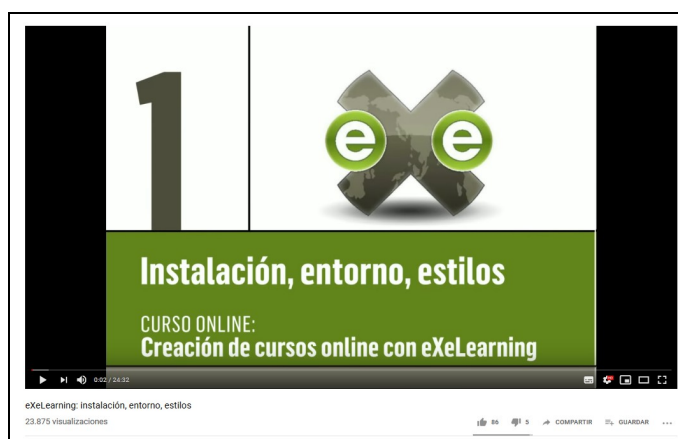 1
e e
Instalación, entorno, estilos
CURSO ONLINE:
Creación de cursos online con eXeLearning
0:02 / 24:32
eXeLearning: instalación, entorno, estilos
23.875 visualizaciones
86 5 COMPARTIR GUARDAR ...